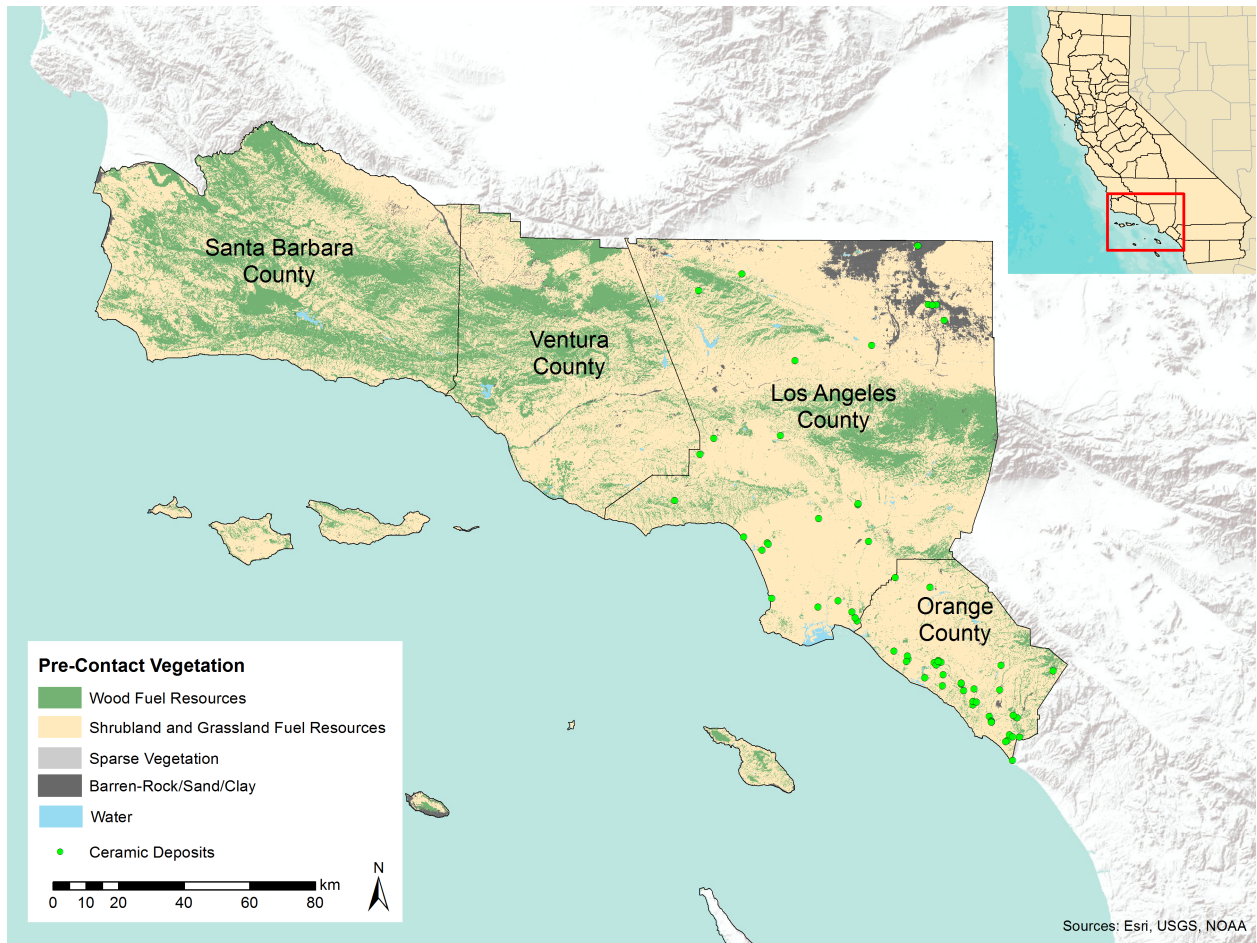 Santa Barbara
County
Ventura
County
Los Angeles
County
Orange
County
Pre-Contact Vegetation
Wood Fuel Resources
Shrubland and Grassland Fuel Resources
Sparse Vegetation
Barren-Rock/Sand/Clay
Water
Ceramic Deposits
N
km
0 10 20 40 60 80
Sources: Esri, USGS, NOAA